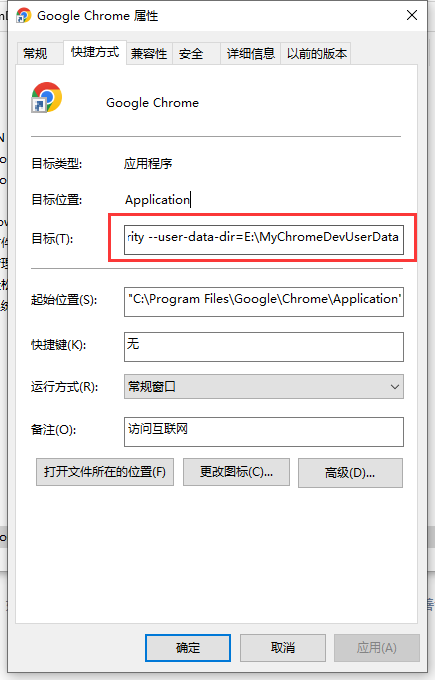 Google Chrome 属性
常规 快捷方式 兼容性 安全 详细信息 以前的版本
Google Chrome
目标类型: 应用程序
目标位置: Application
目标(T): rity --user-data-dir=E:\MyChromeDevUserData
起始位置(S): "C:\Program Files\Google\Chrome\Application"
快捷键(K): 无
运行方式(R): 常规窗口
备注(O): 访问互联网
打开文件所在的位置(F) 更改图标(C)... 高级(D)...
确定 取消 应用(A)